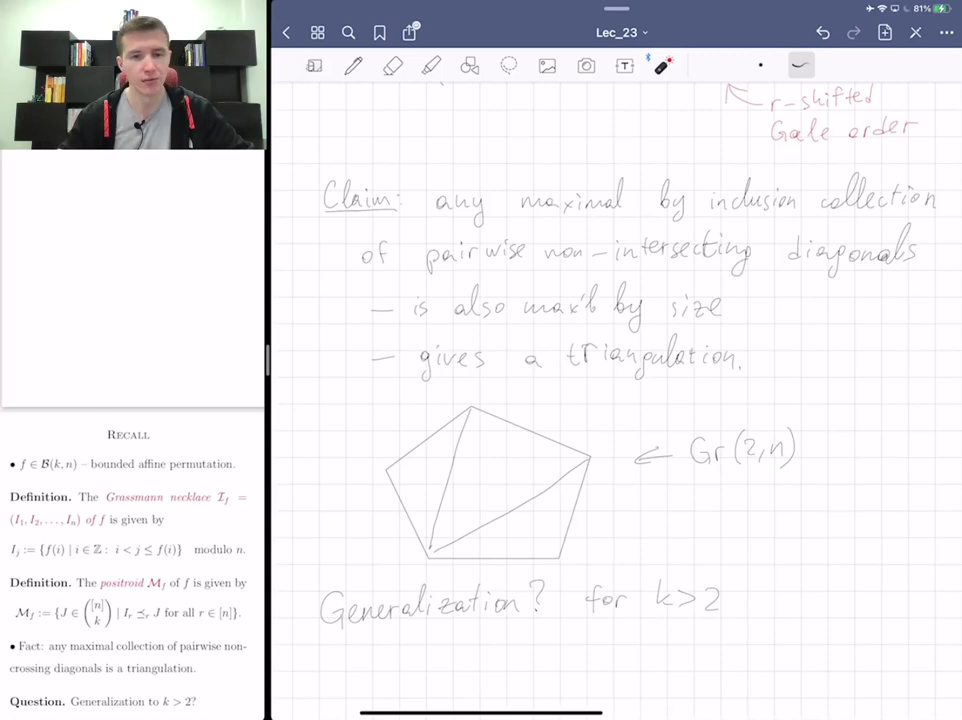 Lec_23
81%
T
r-shifted
Gale order
Claim: any maximal by inclusion collection
of pairwise non-intersecting diagonals
— is also max'l by size
— gives a triangulation.
← Gr(2,n)
Generalization? for k>2
RECALL
• f ∈ B(k, n) – bounded affine permutation.
Definition. The Grassmann necklace I_f =
(I_1, I_2, . . . , I_n) of f is given by
I_j := {f(i) | i ∈ ℤ : i < j ≤ f(i)} modulo n.
Definition. The positroid M_f of f is given by
M_f := {J ∈ ([n] k) | I_r ⪯_r J for all r ∈ [n]}.
• Fact: any maximal collection of pairwise non-
crossing diagonals is a triangulation.
Question. Generalization to k > 2?